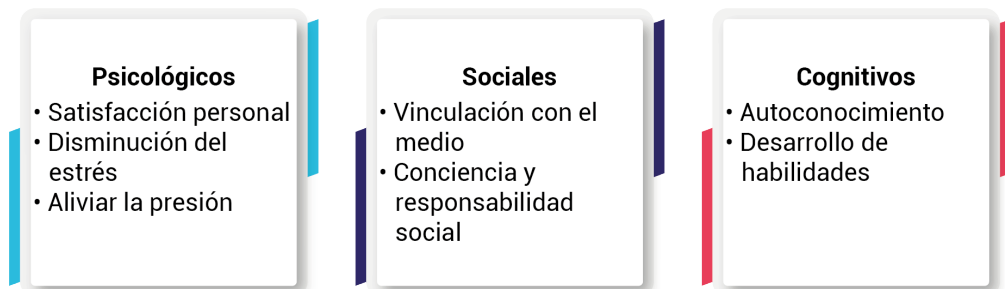 Psicológicos
• Satisfacción personal
• Disminución del
estrés
• Aliviar la presión
Sociales
• Vinculación con el
medio
• Conciencia y
responsabilidad
social
Cognitivos
• Autoconocimiento
• Desarrollo de
habilidades